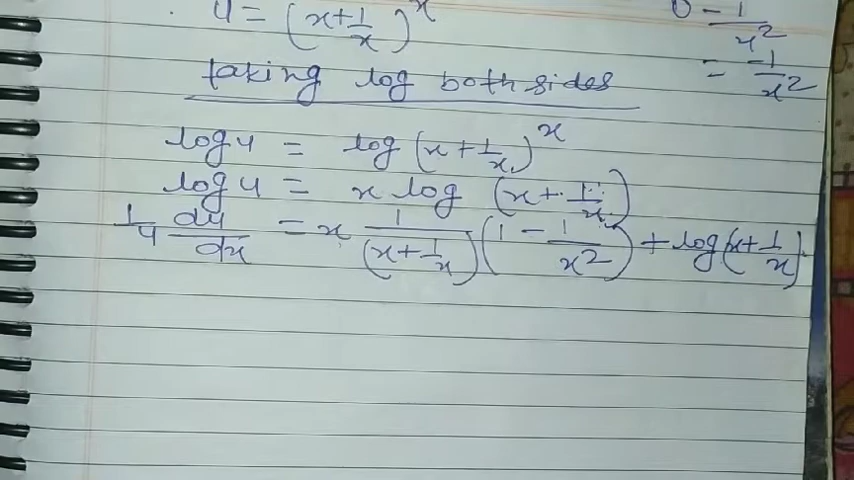 u = (x+1/x)^x
0 - 1/x²
= -1/x²
taking log both sides
log u = log (x + 1/x)^x
log u = x log (x + 1/x)
1/u du/dx = x 1/(x+1/x) (1 - 1/x²) + log(x+1/x)